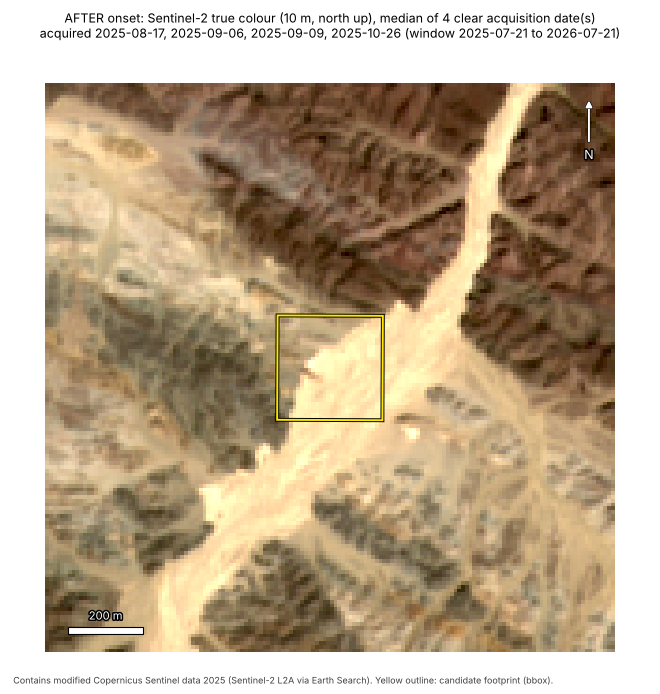 AFTER onset: Sentinel-2 true colour (10 m, north up), median of 4 clear acquisition date(s)
acquired 2025-08-17, 2025-09-06, 2025-09-09, 2025-10-26 (window 2025-07-21 to 2026-07-21)
N
200 m
Contains modified Copernicus Sentinel data 2025 (Sentinel-2 L2A via Earth Search). Yellow outline: candidate footprint (bbox).